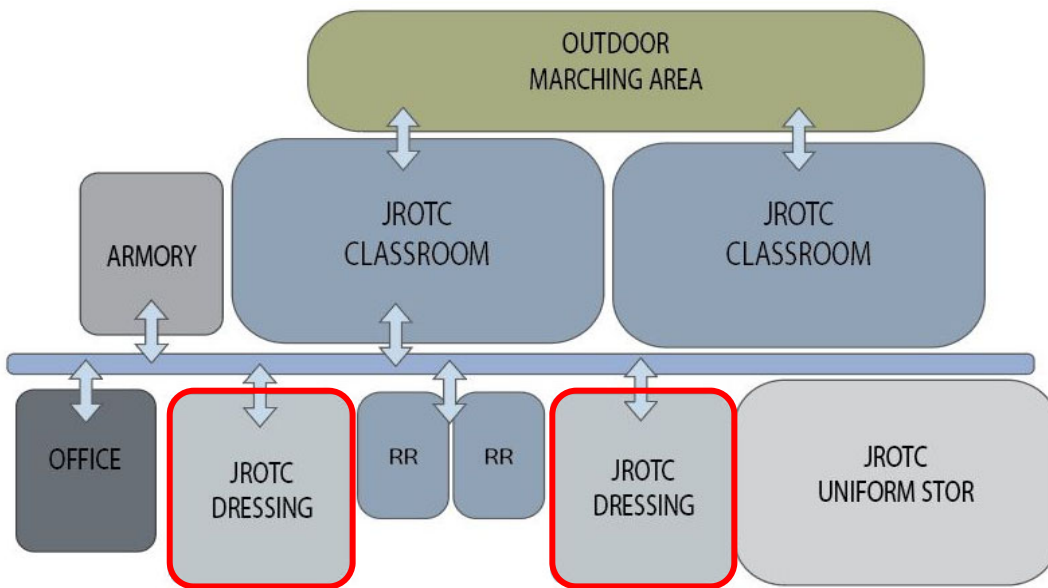 OUTDOOR
MARCHING AREA
JROTC
CLASSROOM
JROTC
CLASSROOM
ARMORY
OFFICE
JROTC
DRESSING
RR
RR
JROTC
DRESSING
JROTC
UNIFORM STOR